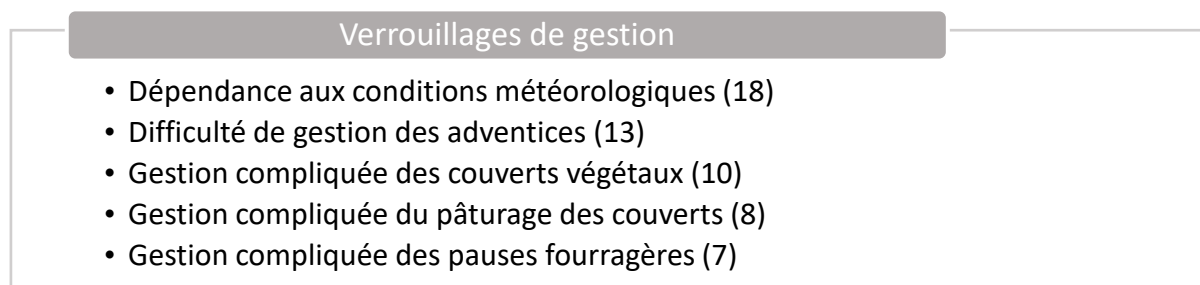 Verrouillages de gestion
• Dépendance aux conditions météorologiques (18)
• Difficulté de gestion des adventices (13)
• Gestion compliquée des couverts végétaux (10)
• Gestion compliquée du pâturage des couverts (8)
• Gestion compliquée des pauses fourragères (7)